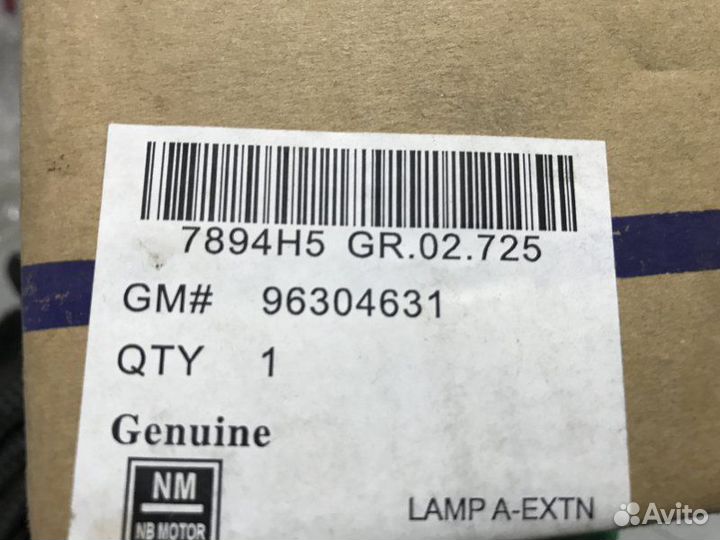 7894H5 GR.02.725
GM# 96304631
QTY 1
Genuine
NM
NB MOTOR
LAMP A-EXTN
Avito